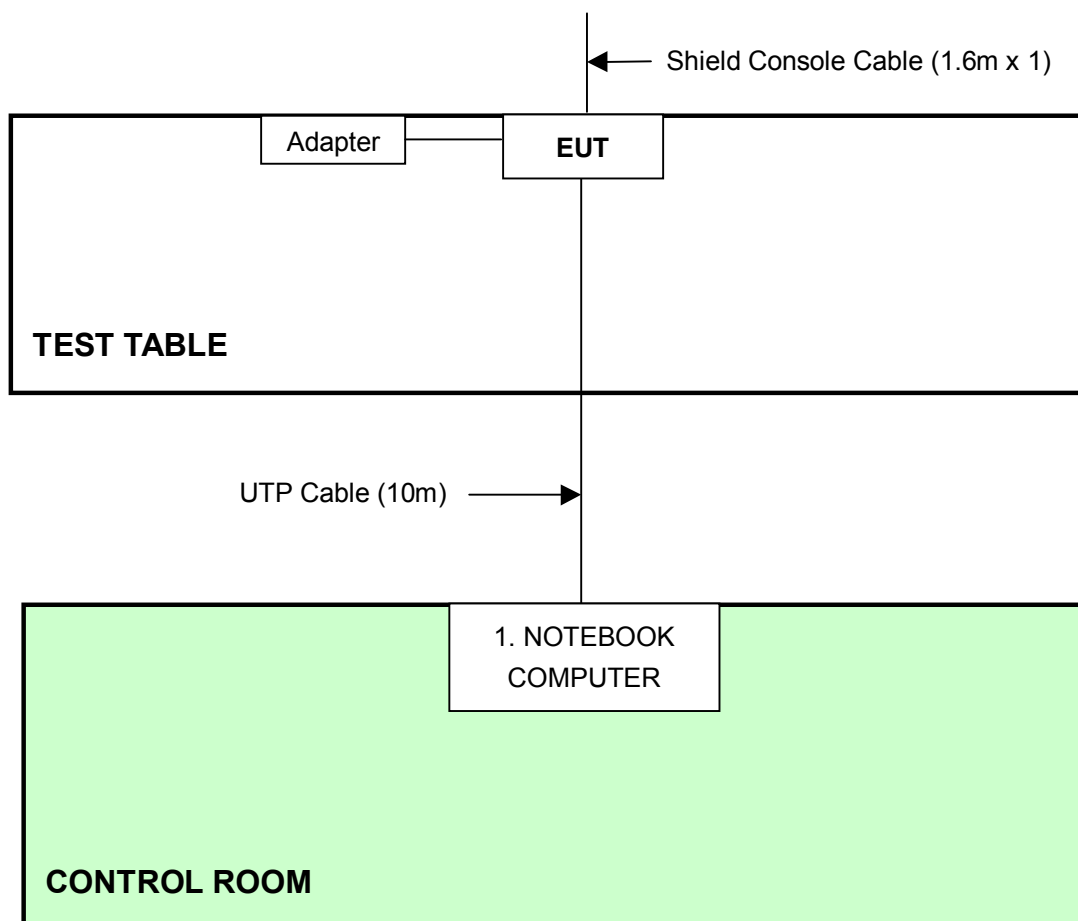 Shield Console Cable (1.6m x 1)
Adapter
EUT
TEST TABLE
UTP Cable (10m)
1. NOTEBOOK
COMPUTER
CONTROL ROOM